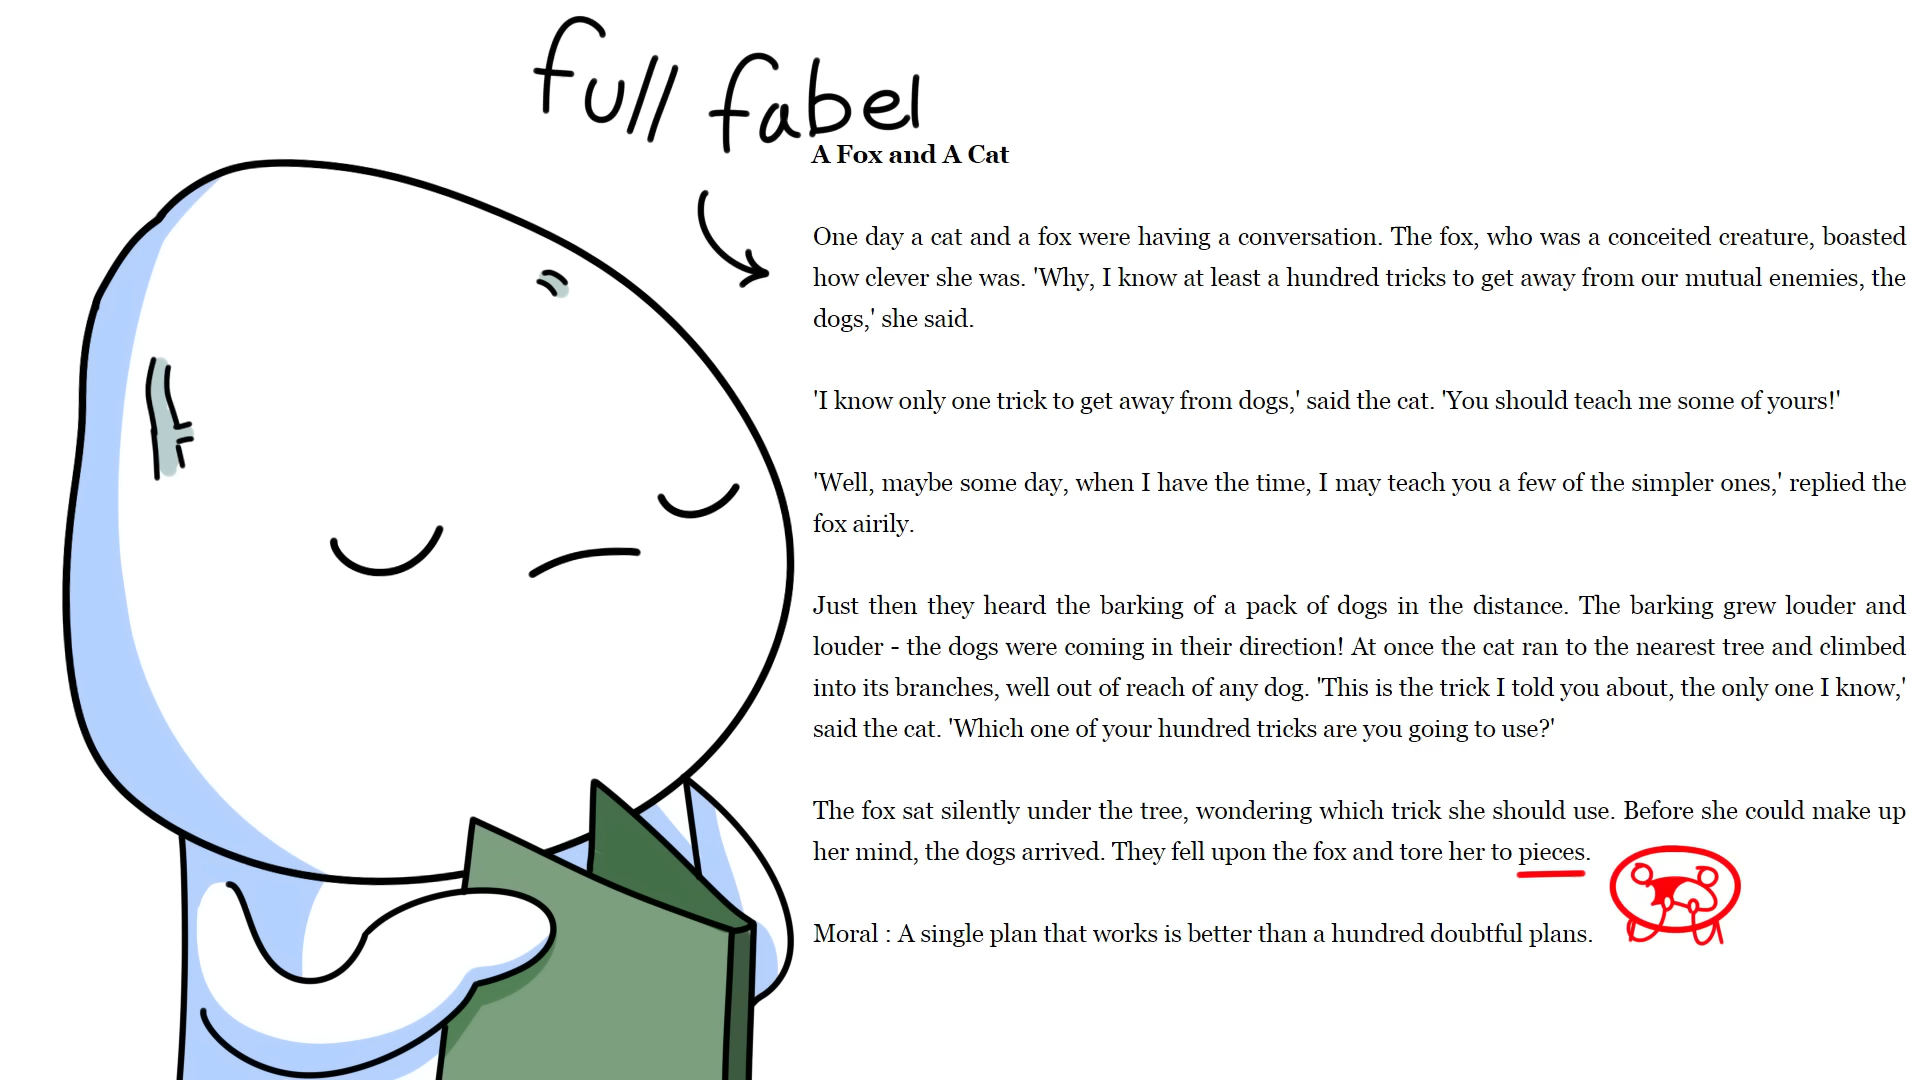 full fabel
A Fox and A Cat
One day a cat and a fox were having a conversation. The fox, who was a conceited creature, boasted
how clever she was. 'Why, I know at least a hundred tricks to get away from our mutual enemies, the
dogs,' she said.
'I know only one trick to get away from dogs,' said the cat. 'You should teach me some of yours!'
'Well, maybe some day, when I have the time, I may teach you a few of the simpler ones,' replied the
fox airily.
Just then they heard the barking of a pack of dogs in the distance. The barking grew louder and
louder - the dogs were coming in their direction! At once the cat ran to the nearest tree and climbed
into its branches, well out of reach of any dog. 'This is the trick I told you about, the only one I know,'
said the cat. 'Which one of your hundred tricks are you going to use?'
The fox sat silently under the tree, wondering which trick she should use. Before she could make up
her mind, the dogs arrived. They fell upon the fox and tore her to pieces.
Moral : A single plan that works is better than a hundred doubtful plans.